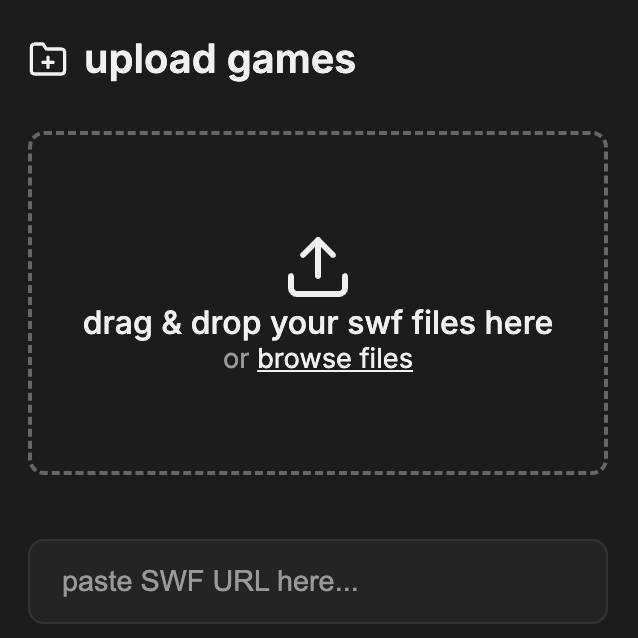 upload games
drag & drop your swf files here
or browse files
paste SWF URL here...